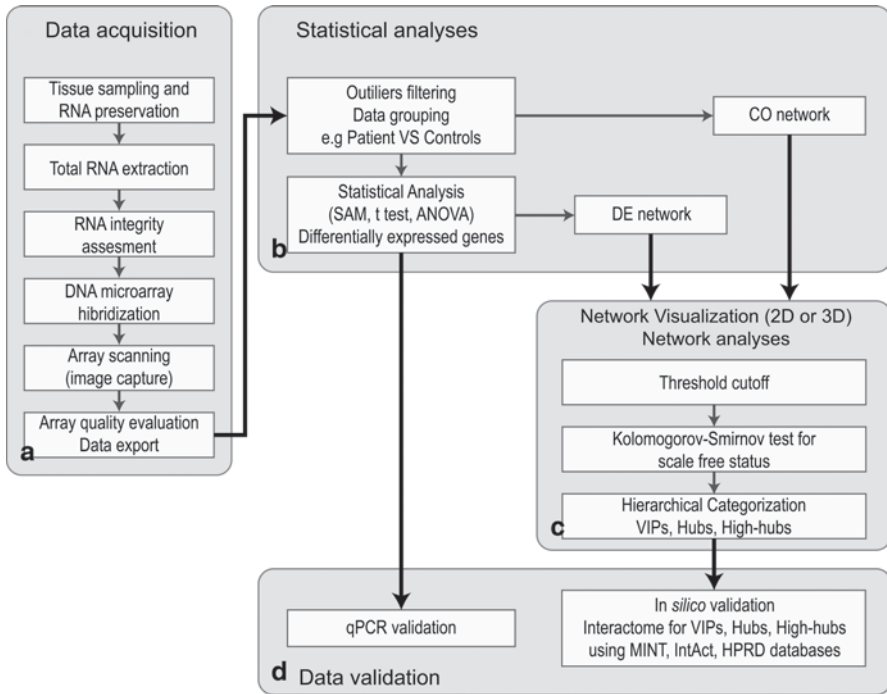 Data acquisition
Tissue sampling and
RNA preservation
Total RNA extraction
RNA integrity
assesment
DNA microarray
hibridization
Array scanning
(image capture)
Array quality evaluation
Data export
a
Statistical analyses
Outiliers filtering
Data grouping
e.g Patient VS Controls
CO network
Statistical Analysis
(SAM, t test, ANOVA)
Differentially expressed genes
DE network
b
Network Visualization (2D or 3D)
Network analyses
Threshold cutoff
Kolomogorov-Smirnov test for
scale free status
Hierarchical Categorization
VIPs, Hubs, High-hubs
c
qPCR validation
In silico validation
Interactome for VIPs, Hubs, High-hubs
using MINT, IntAct, HPRD databases
d
Data validation